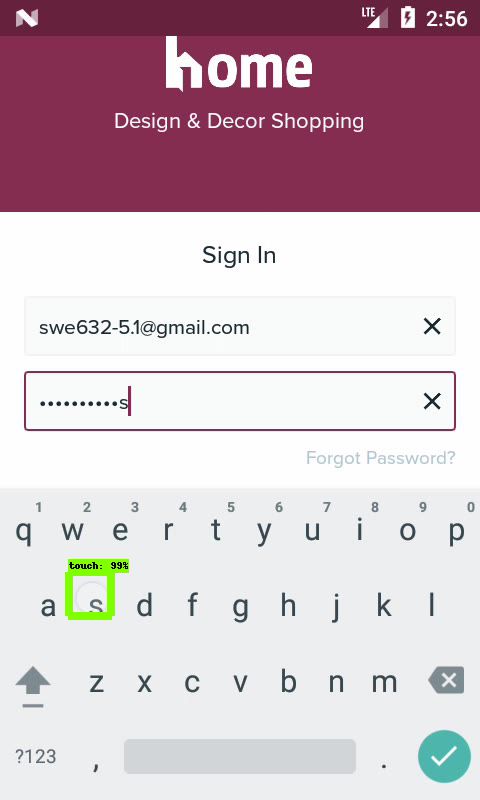 LTE 2:56
home
Design & Decor Shopping
Sign In
swe632-5.1@gmail.com
••••••••••s
Forgot Password?
1 2 3 4 5 6 7 8 9 0
q w e r t y u i o p
touch: 99%
a s d f g h j k l
z x c v b n m
?123 , .